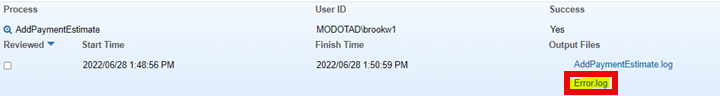 Process User ID Success
AddPaymentEstimate MODOTAD\brookw1 Yes
Reviewed Start Time Finish Time Output Files
2022/06/28 1:48:56 PM 2022/06/28 1:50:59 PM AddPaymentEstimate.log
Error.log